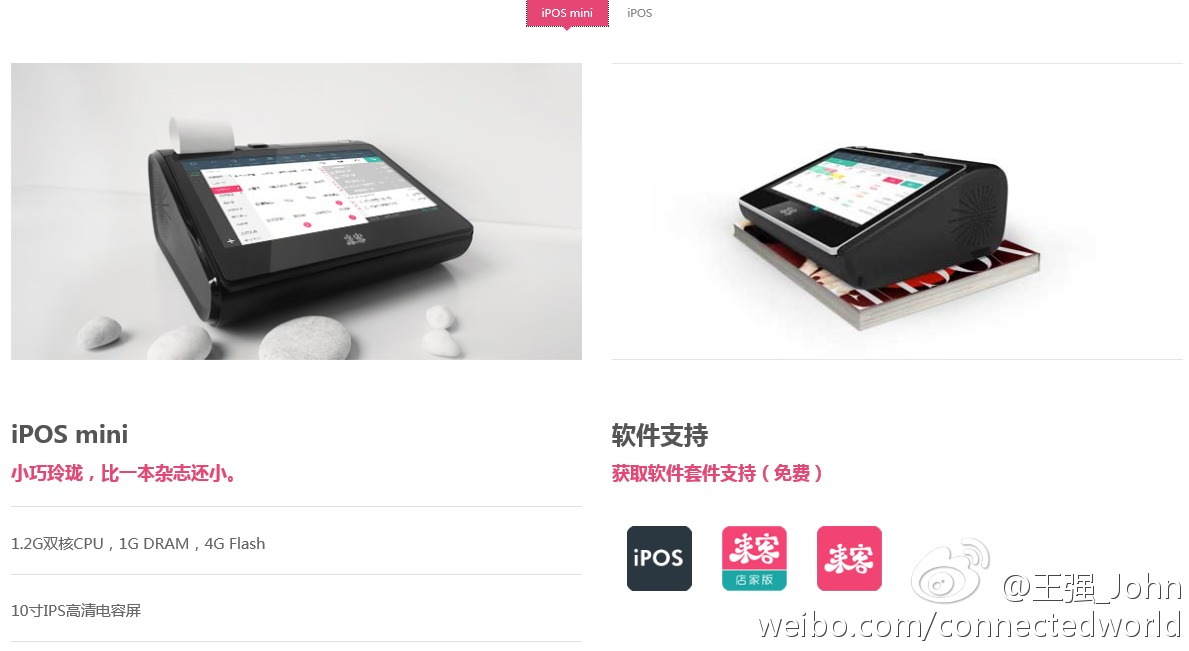 iPOS mini
iPOS
来客
iPOS mini
小巧玲珑，比一本杂志还小。
1.2G双核CPU，1G DRAM，4G Flash
10寸IPS高清电容屏
软件支持
获取软件套件支持（免费）
iPOS
来客
店家版
来客
@王强_John
weibo.com/connectedworld